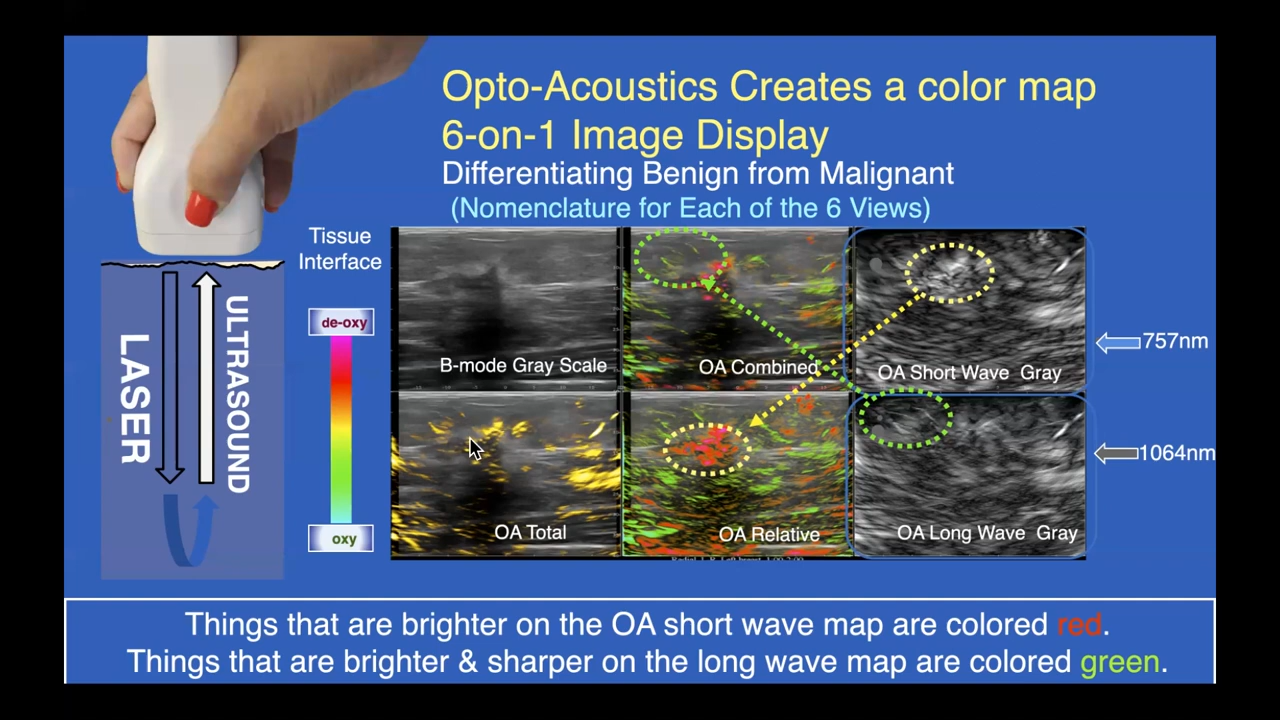 Opto-Acoustics Creates a color map
6-on-1 Image Display
Differentiating Benign from Malignant
(Nomenclature for Each of the 6 Views)
Tissue
Interface
de-oxy
oxy
LASER
ULTRASOUND
B-mode Gray Scale
OA Combined
OA Short Wave Gray
757nm
OA Total
OA Relative
OA Long Wave Gray
1064nm
Things that are brighter on the OA short wave map are colored red.
Things that are brighter & sharper on the long wave map are colored green.